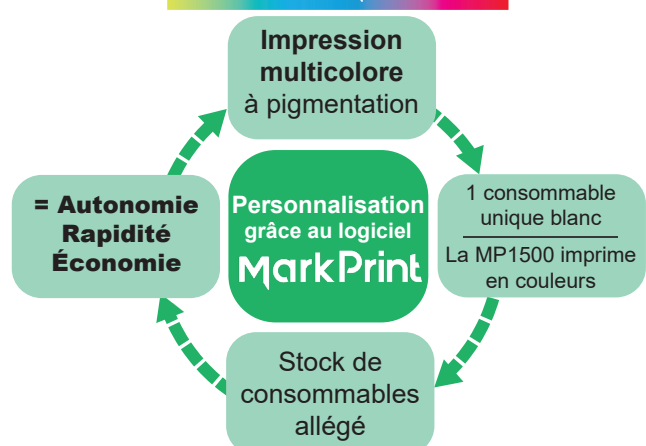 Impression
multicolore
à pigmentation
1 consommable
unique blanc
La MP1500 imprime
en couleurs
Stock de
consommables
allégé
= Autonomie
Rapidité
Économie
Personnalisation
grâce au logiciel
MarkPrint